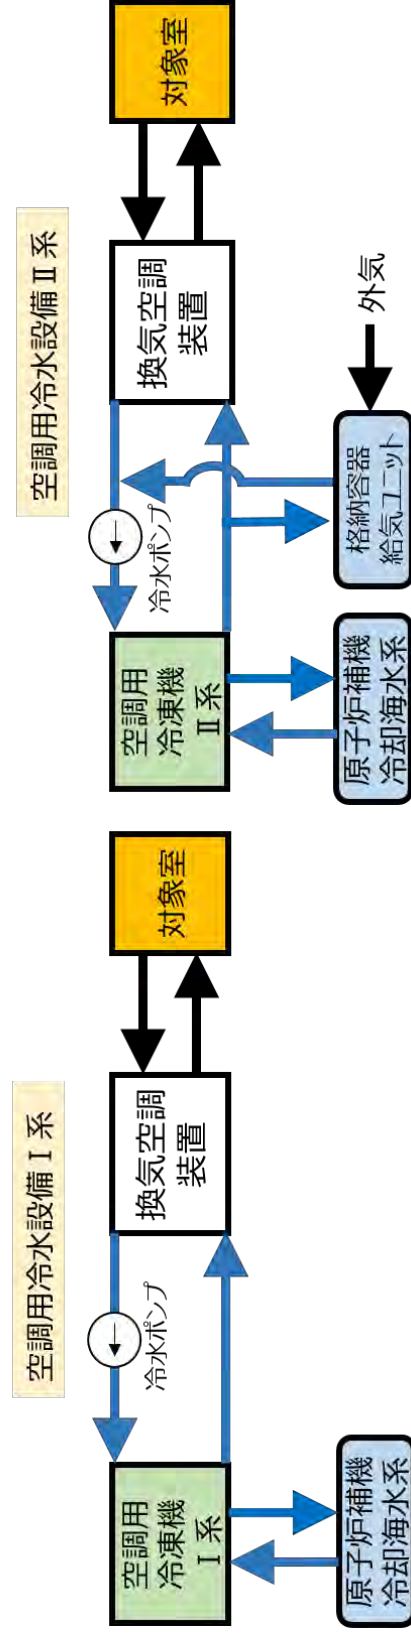 空調用冷水設備Ⅰ系
空調用
冷凍機
Ⅰ系
冷水ポンプ
換気空調
装置
対象室
原子炉補機
冷却海水系
空調用冷水設備Ⅱ系
空調用
冷凍機
Ⅱ系
冷水ポンプ
換気空調
装置
対象室
原子炉補機
冷却海水系
格納容器
給気ユニット
外気